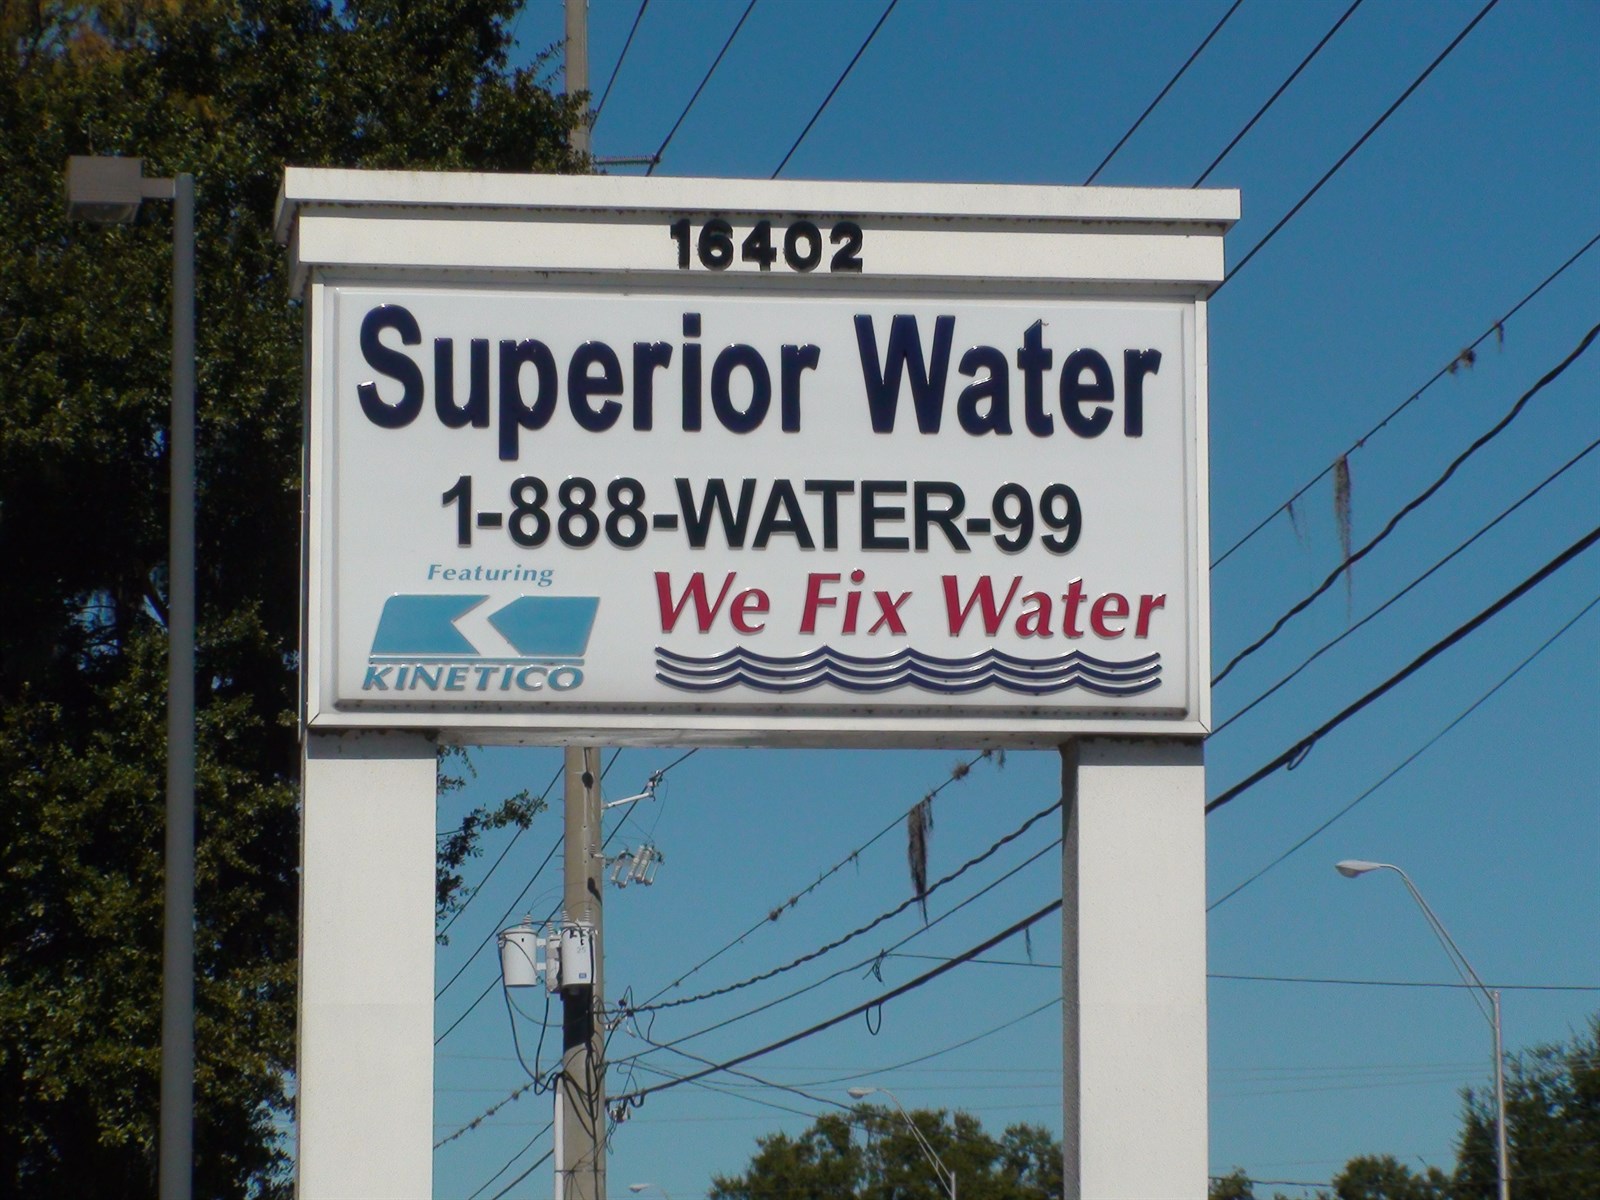 16402
Superior Water
1-888-WATER-99
Featuring
KINETICO
We Fix Water